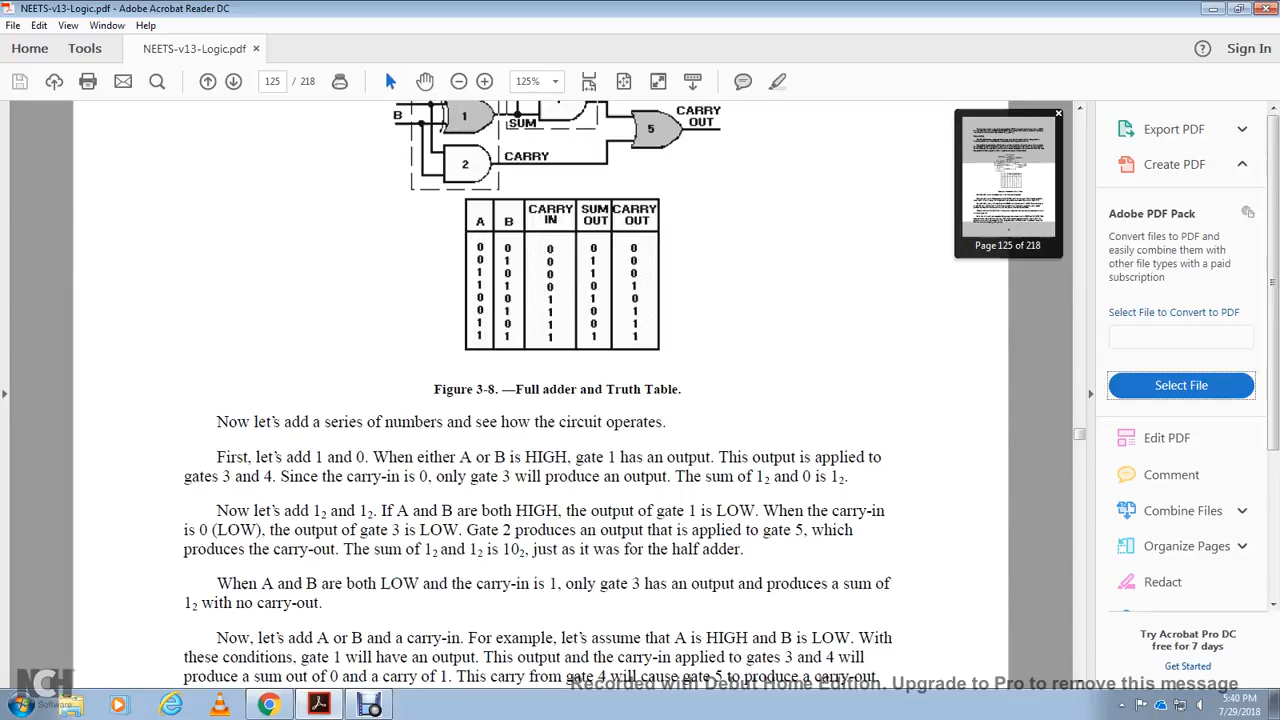 NEETS-v13-Logic.pdf - Adobe Acrobat Reader DC
File Edit View Window Help
Home Tools NEETS-v13-Logic.pdf × Sign In
125 / 218 125%
B 1 SUM 5 CARRY OUT
2 CARRY
A B CARRY IN SUM OUT CARRY OUT
0 0 0 0 0
0 1 0 1 0
1 0 0 1 0
1 1 0 0 1
0 0 1 1 0
0 1 1 0 1
1 0 1 0 1
1 1 1 1 1
Figure 3-8. —Full adder and Truth Table.
Now let's add a series of numbers and see how the circuit operates.
First, let's add 1 and 0. When either A or B is HIGH, gate 1 has an output. This output is applied to
gates 3 and 4. Since the carry-in is 0, only gate 3 will produce an output. The sum of 1₂ and 0 is 1₂.
Now let's add 1₂ and 1₂. If A and B are both HIGH, the output of gate 1 is LOW. When the carry-in
is 0 (LOW), the output of gate 3 is LOW. Gate 2 produces an output that is applied to gate 5, which
produces the carry-out. The sum of 1₂ and 1₂ is 10₂, just as it was for the half adder.
When A and B are both LOW and the carry-in is 1, only gate 3 has an output and produces a sum of
1₂ with no carry-out.
Now, let's add A or B and a carry-in. For example, let's assume that A is HIGH and B is LOW. With
these conditions, gate 1 will have an output. This output and the carry-in applied to gates 3 and 4 will
produce a sum out of 0 and a carry of 1. This carry from gate 4 will cause gate 5 to produce a carry-out.
Page 125 of 218
Export PDF
Create PDF
Adobe PDF Pack
Convert files to PDF and
easily combine them with
other file types with a paid
subscription
Select File to Convert to PDF
Select File
Edit PDF
Comment
Combine Files
Organize Pages
Redact
Try Acrobat Pro DC
free for 7 days
Get Started
NCH Software
Recorded with Debut Home Edition. Upgrade to Pro to remove this message
5:40 PM
7/29/2018